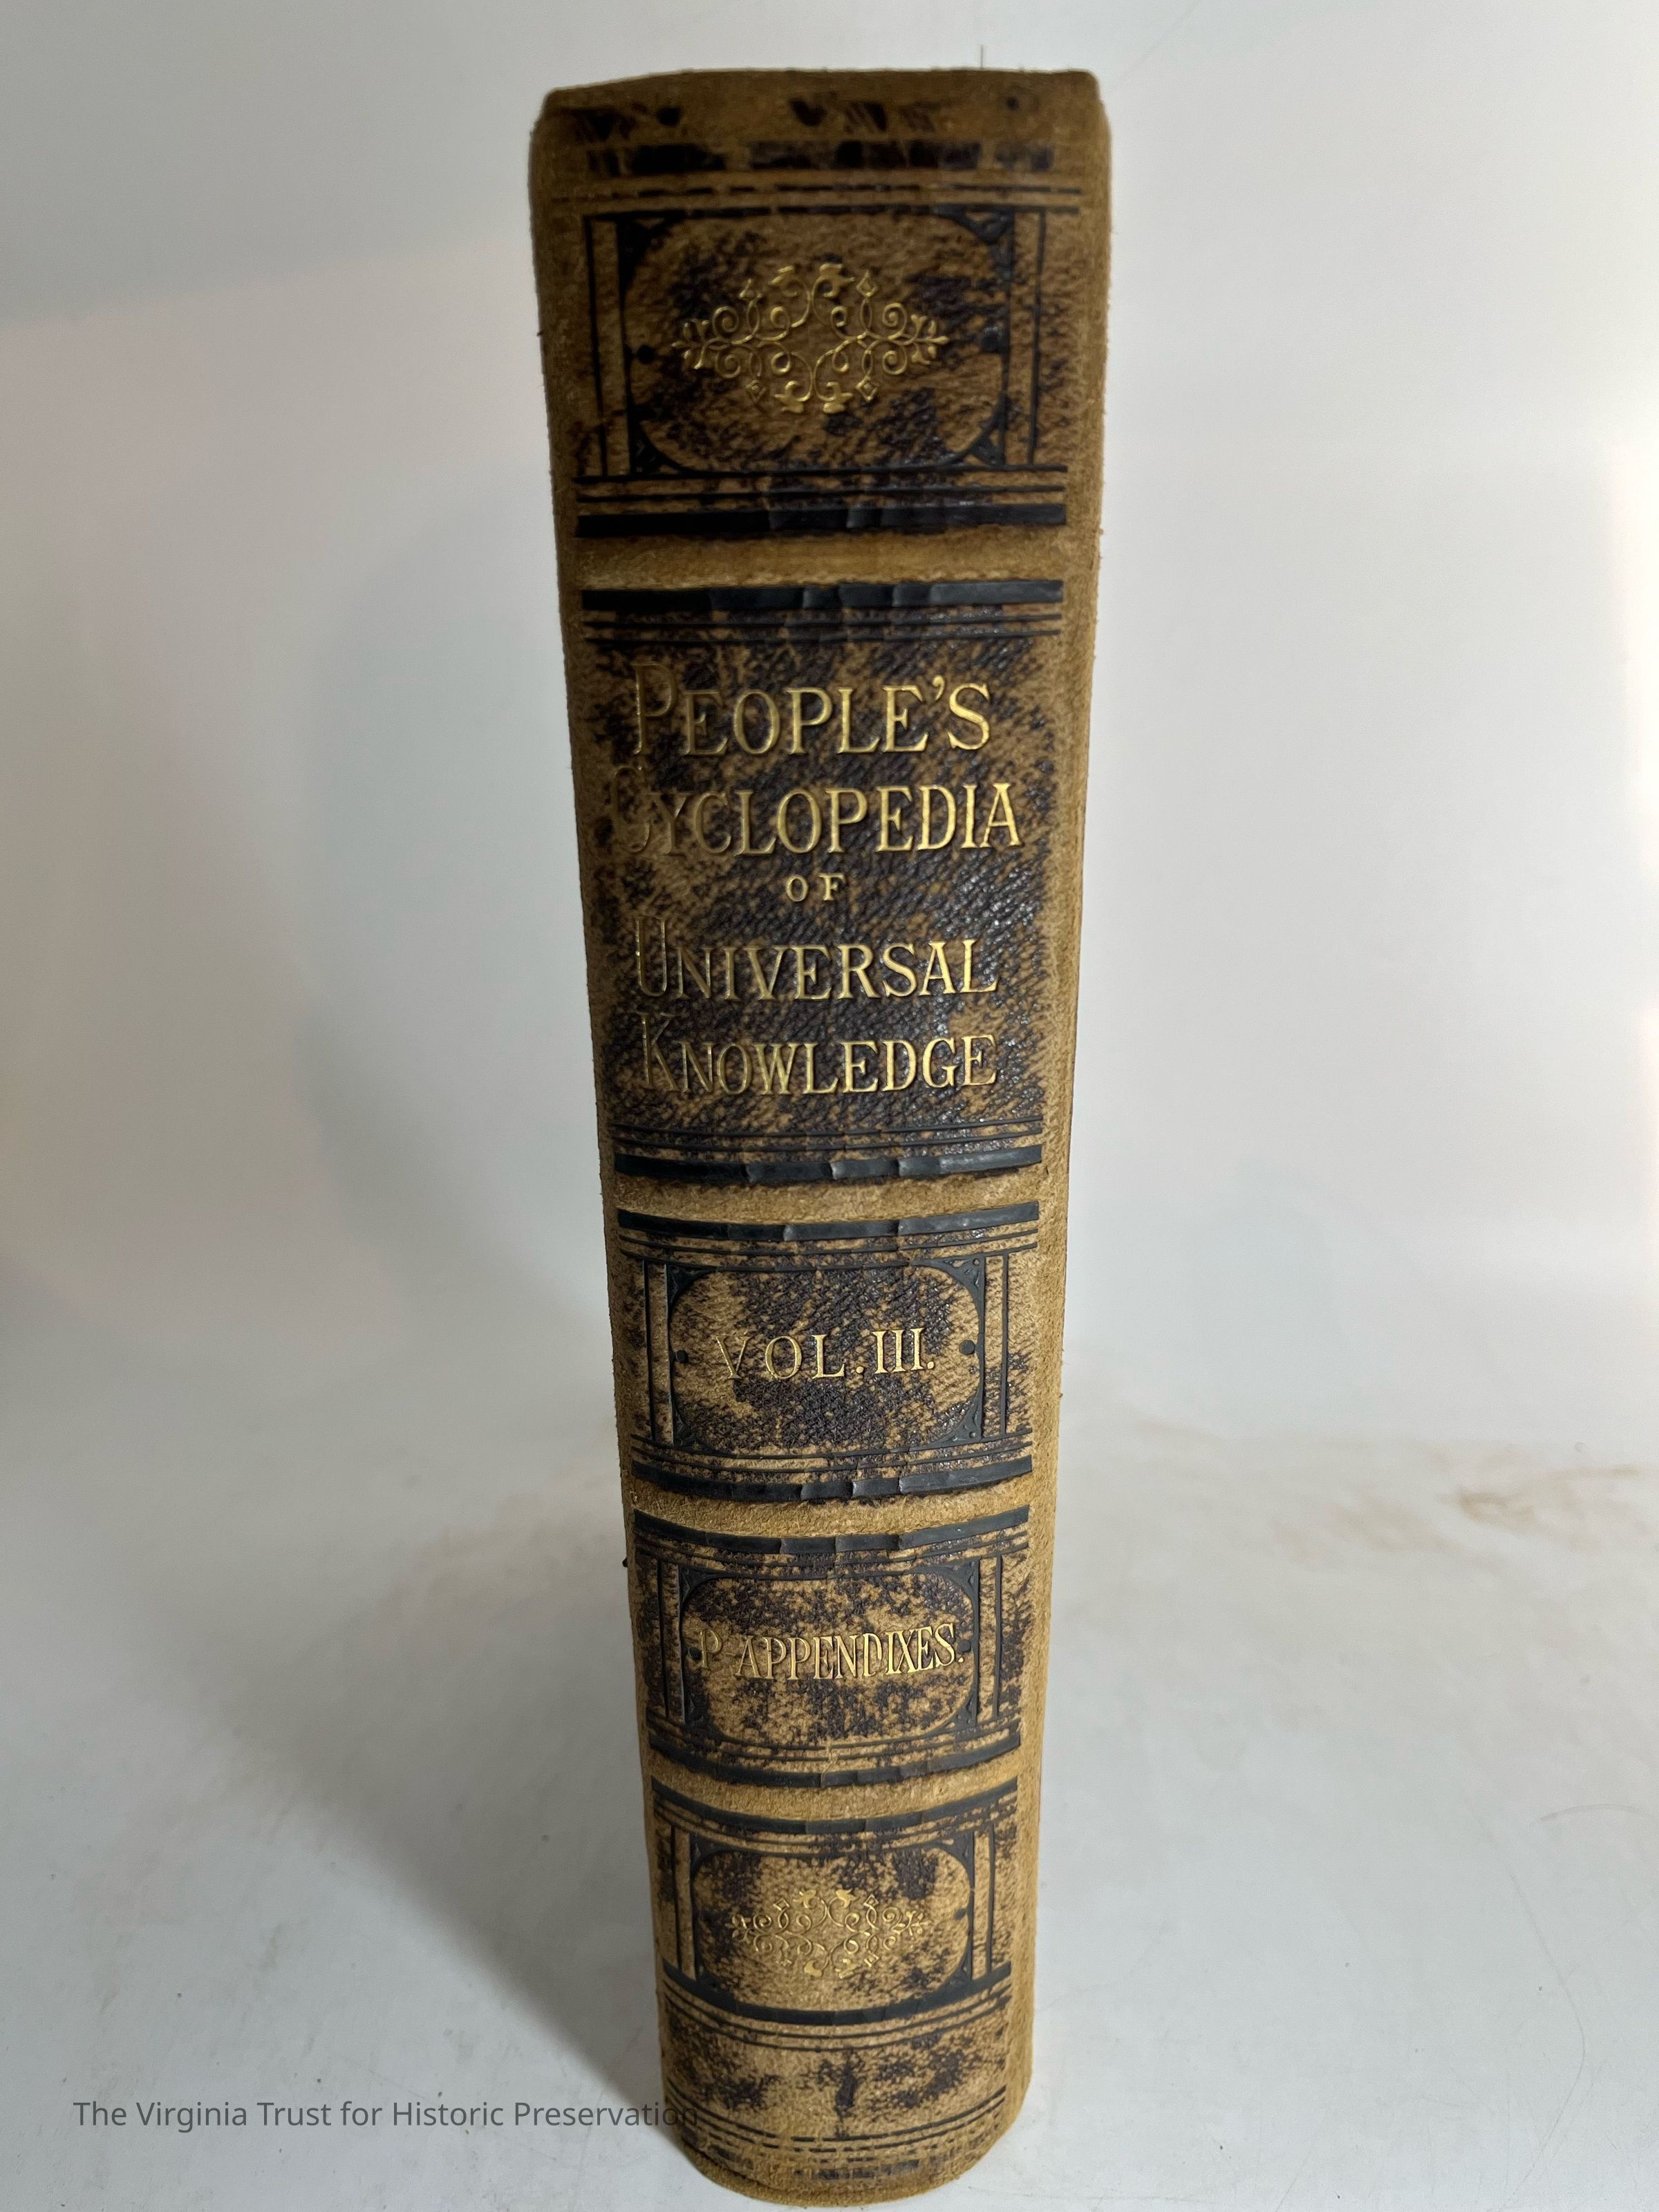 PEOPLE'S
CYCLOPEDIA
OF
UNIVERSAL
KNOWLEDGE
VOL. III.
P APPENDIXES.
The Virginia Trust for Historic Preservation